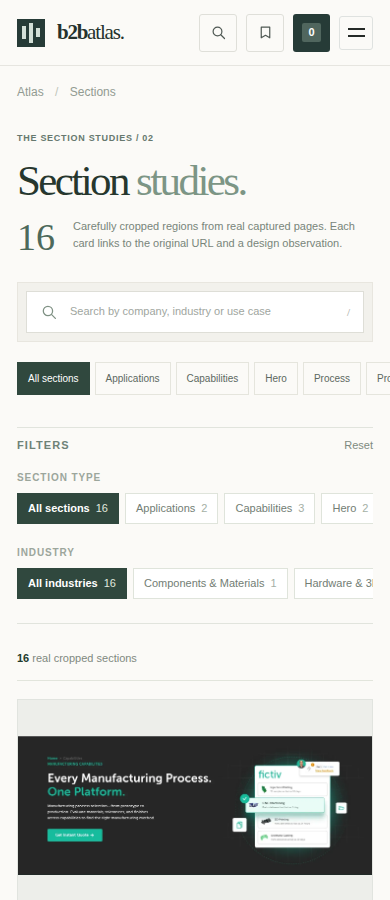 b2batlas.
0
Atlas / Sections
THE SECTION STUDIES / 02
Section studies.
16
Carefully cropped regions from real captured pages. Each
card links to the original URL and a design observation.
Search by company, industry or use case
/
All sections
Applications
Capabilities
Hero
Process
FILTERS
Reset
SECTION TYPE
All sections 16
Applications 2
Capabilities 3
Hero 2
INDUSTRY
All industries 16
Components & Materials 1
Hardware &
16 real cropped sections
Every Manufacturing Process.
One Platform.
fictiv